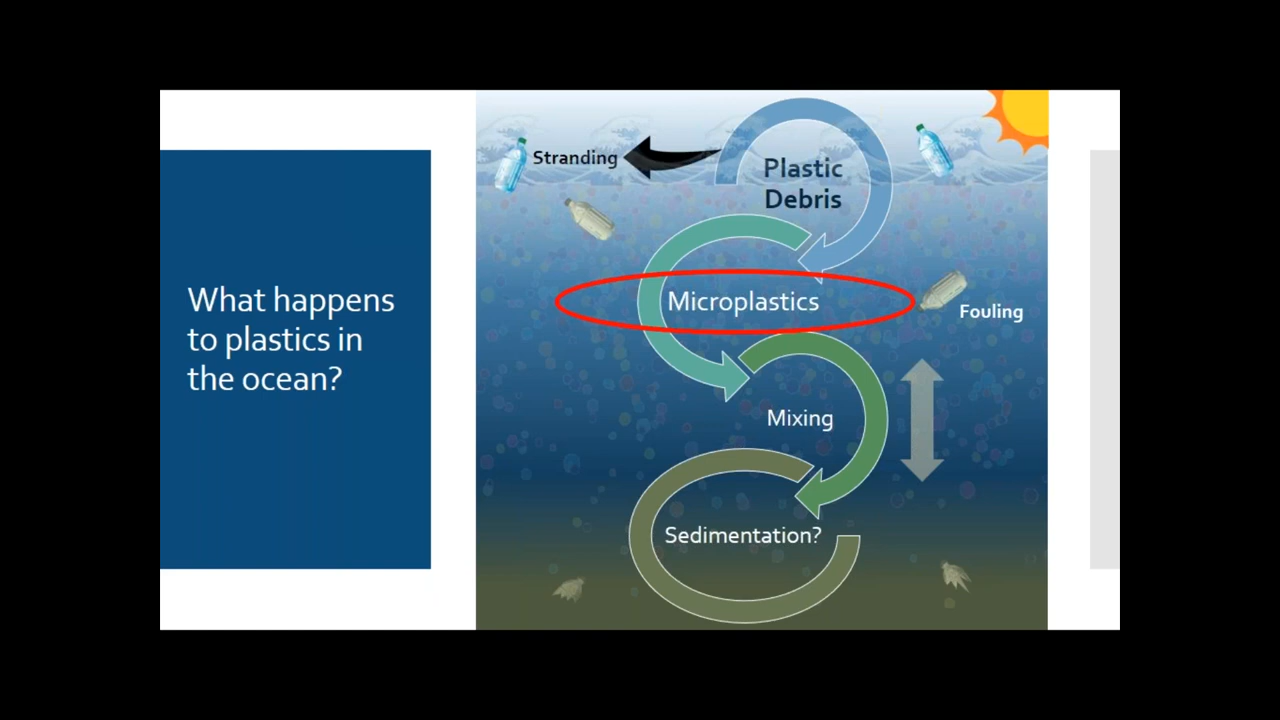 What happens
to plastics in
the ocean?
Stranding
Plastic
Debris
Microplastics
Fouling
Mixing
Sedimentation?